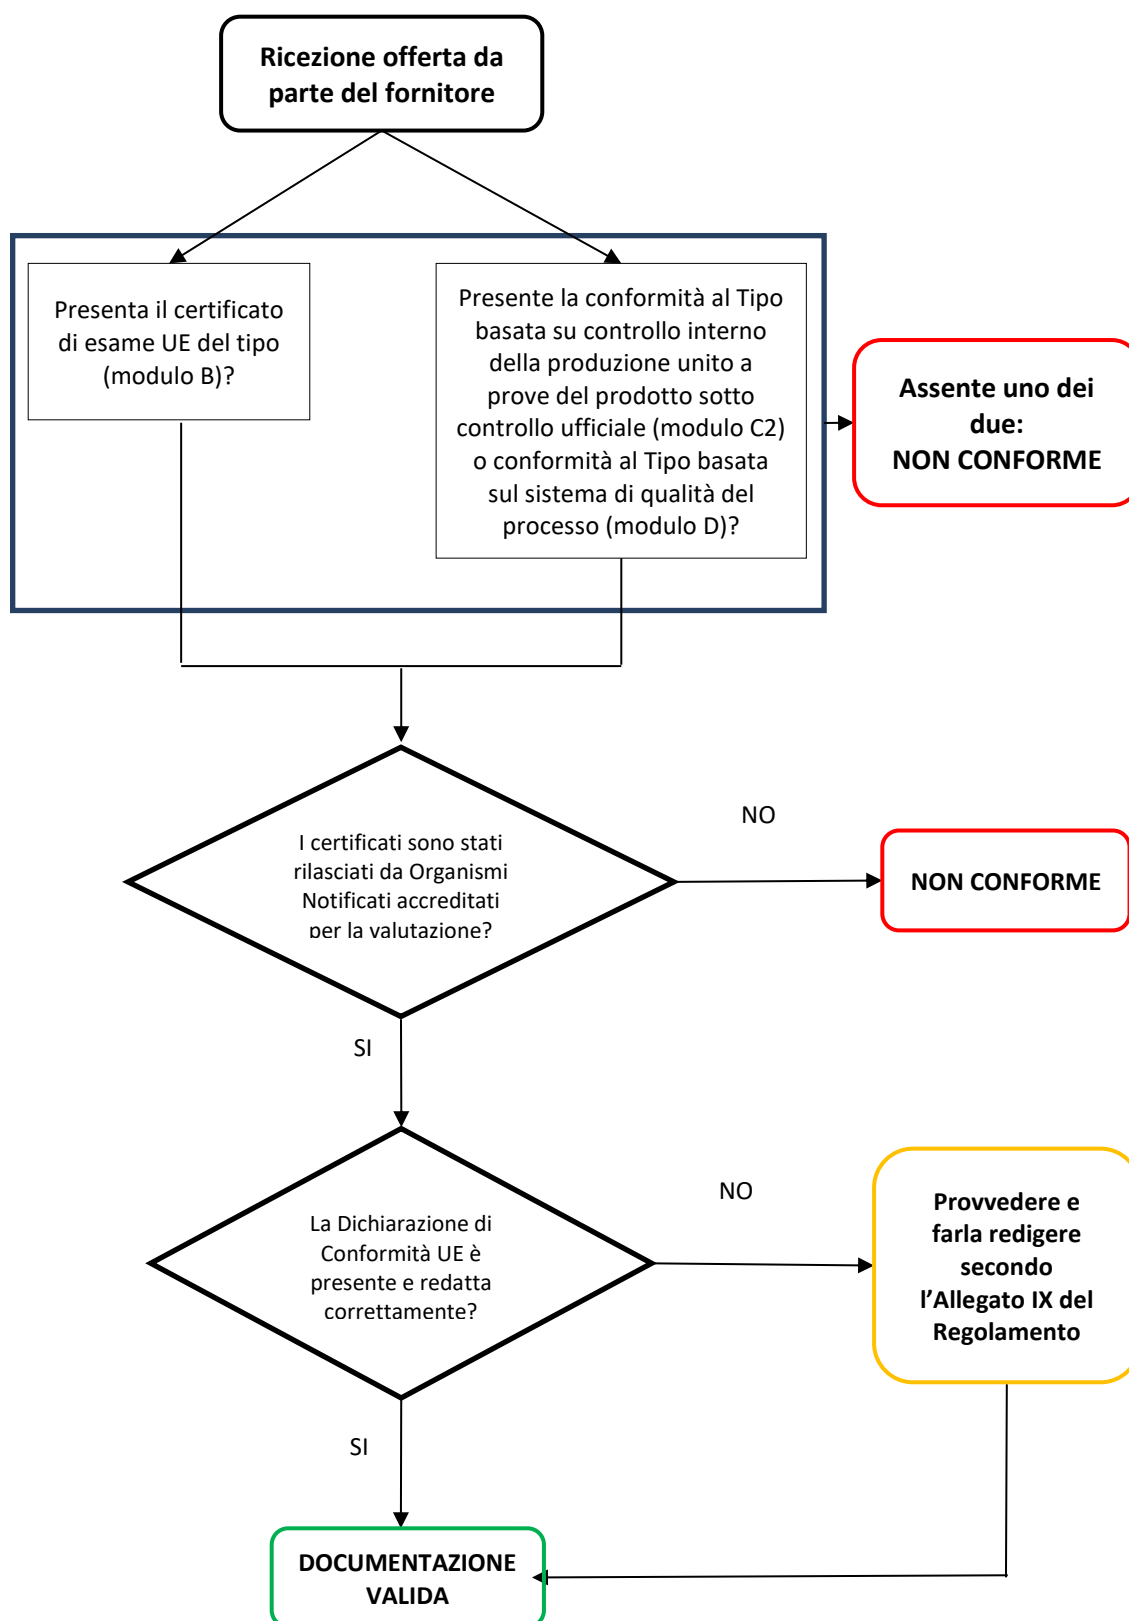 Ricezione offerta da
parte del fornitore
Presenta il certificato
di esame UE del tipo
(modulo B)?
Presente la conformità al Tipo
basata su controllo interno
della produzione unito a
prove del prodotto sotto
controllo ufficiale (modulo C2)
o conformità al Tipo basata
sul sistema di qualità del
processo (modulo D)?
Assente uno dei
due:
NON CONFORME
I certificati sono stati
rilasciati da Organismi
Notificati accreditati
per la valutazione?
NO
NON CONFORME
SI
La Dichiarazione di
Conformità UE è
presente e redatta
correttamente?
NO
Provvedere e
farla redigere
secondo
l’Allegato IX del
Regolamento
SI
DOCUMENTAZIONE
VALIDA